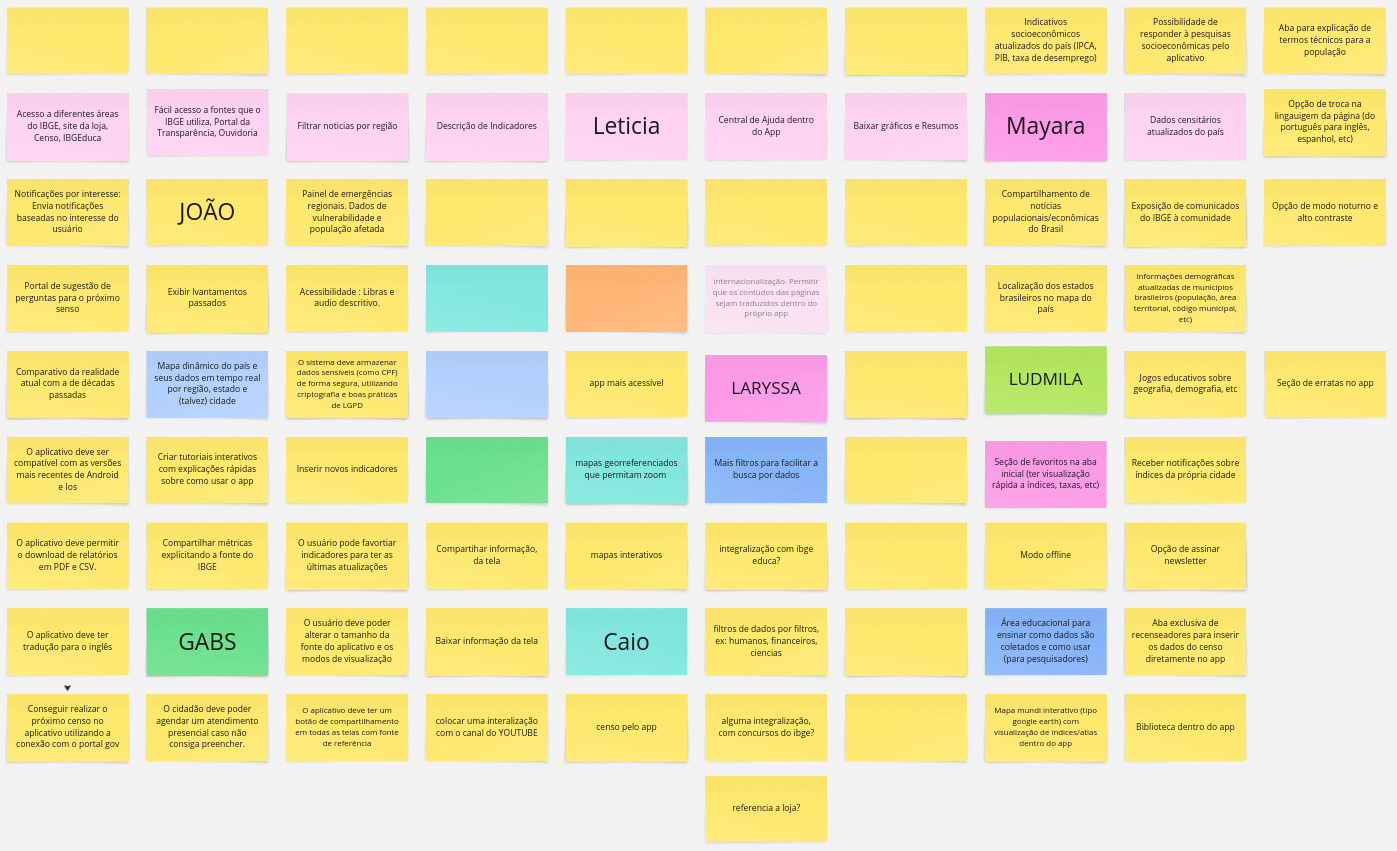 Indicativos
socioeconômicos
atualizados do país (IPCA,
PIB, taxa de desemprego)
Possibilidade de
responder à pesquisas
socioeconômicas pelo
aplicativo
Aba para explicação de
termos técnicos para a
população
Acesso a diferentes áreas
do IBGE, site da loja,
Censo, IBGEduca
Fácil acesso a fontes que o
IBGE utiliza, Portal da
Transparência, Ouvidoria
Filtrar noticias por região
Descrição de Indicadores
Leticia
Central de Ajuda dentro
do App
Baixar gráficos e Resumos
Mayara
Dados censitários
atualizados do país
Opção de troca na
lingauigem da página (do
português para inglês,
espanhol, etc)
Notificações por interesse:
Envia notificações
baseadas no interesse do
usuário
JOÃO
Painel de emergências
regionais. Dados de
vulnerabilidade e
população afetada
Compartilhamento de
notícias
populacionais/econômicas
do Brasil
Exposição de comunicados
do IBGE à comunidade
Opção de modo noturno e
alto contraste
Portal de sugestão de
perguntas para o próximo
senso
Exibir lvantamentos
passados
Acessibilidade : Libras e
audio descritivo.
internacionalização. Permitir
que os contúdos das páginas
sejam traduzidos dentro do
próprio app
Localização dos estados
brasileiros no mapa do
país
Informações demográficas
atualizadas de municípios
brasileiros (população, área
territorial, código municipal,
etc)
Comparativo da realidade
atual com a de décadas
passadas
Mapa dinâmico do país e
seus dados em tempo real
por região, estado e
(talvez) cidade
O sistema deve armazenar
dados sensíveis (como CPF)
de forma segura, utilizando
criptografia e boas práticas
de LGPD
app mais acessível
LARYSSA
LUDMILA
Jogos educativos sobre
geografia, demografia, etc
Seção de erratas no app
O aplicativo deve ser
compatível com as versões
mais recentes de Android
e Ios
Criar tutoriais interativos
com explicações rápidas
sobre como usar o app
Inserir novos indicadores
mapas georreferenciados
que permitam zoom
Mais filtros para facilitar a
busca por dados
Seção de favoritos na aba
inicial (ter visualização
rápida a índices, taxas, etc)
Receber notificações sobre
índices da própria cidade
O aplicativo deve permitir
o download de relatórios
em PDF e CSV.
Compartilhar métricas
explicitando a fonte do
IBGE
O usuário pode favortiar
indicadores para ter as
últimas atualizações
Compartihar informação,
da tela
mapas interativos
integralização com ibge
educa?
Modo offline
Opção de assinar
newsletter
O aplicativo deve ter
tradução para o inglês
GABS
O usuário deve poder
alterar o tamanho da
fonte do aplicativo e os
modos de visualização
Baixar informação da tela
Caio
filtros de dados por filtros,
ex: humanos, financeiros,
ciencias
Área educacional para
ensinar como dados são
coletados e como usar
(para pesquisadores)
Aba exclusiva de
recenseadores para inserir
os dados do censo
diretamente no app
Conseguir realizar o
próximo censo no
aplicativo utilizando a
conexão com o portal gov
O cidadão deve poder
agendar um atendimento
presencial caso não
consiga preencher.
O aplicativo deve ter um
botão de compartilhamento
em todas as telas com fonte
de referência
colocar uma interalização
com o canal do YOUTUBE
censo pelo app
alguma integralização,
com concursos do ibge?
Mapa mundi interativo (tipo
google earth) com
visualização de índices/atlas
dentro do app
Biblioteca dentro do app
referencia a loja?